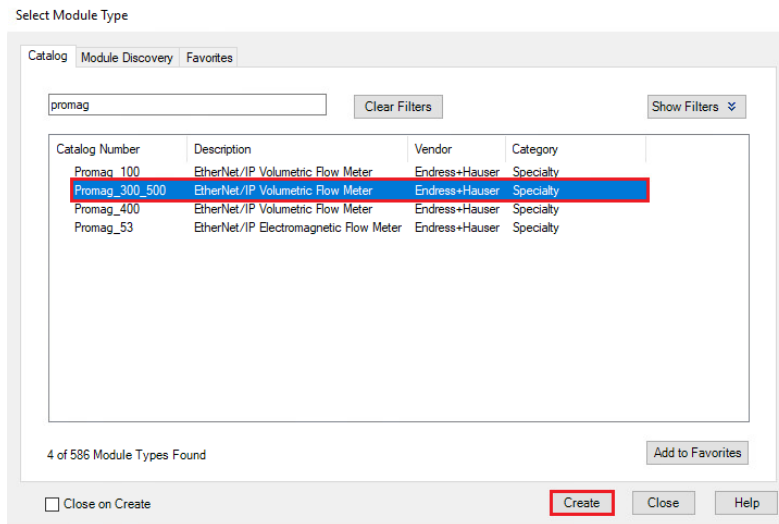 Select Module Type
Catalog Module Discovery Favorites
promag Clear Filters Show Filters
Catalog Number Description Vendor Category
Promag_100 EtherNet/IP Volumetric Flow Meter Endress+Hauser Specialty
Promag_300_500 EtherNet/IP Volumetric Flow Meter Endress+Hauser Specialty
Promag_400 EtherNet/IP Volumetric Flow Meter Endress+Hauser Specialty
Promag_53 EtherNet/IP Electromagnetic Flow Meter Endress+Hauser Specialty
4 of 586 Module Types Found Add to Favorites
Close on Create Create Close Help